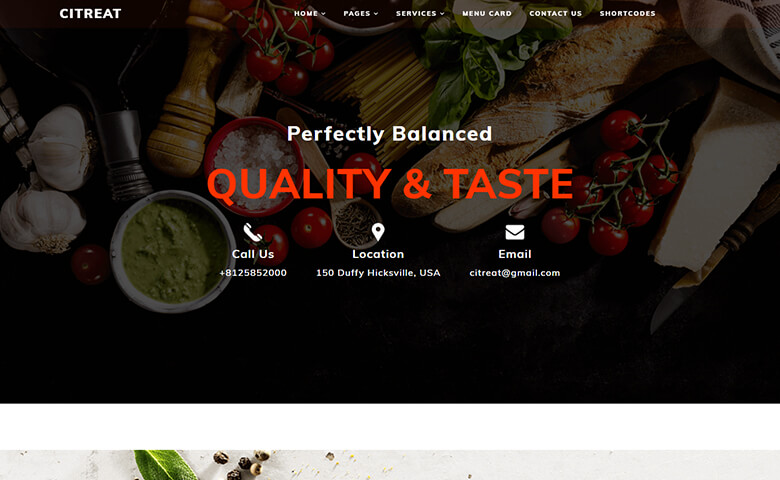 CITREAT
HOME PAGES SERVICES MENU CARD CONTACT US SHORTCODES
Perfectly Balanced
QUALITY & TASTE
Call Us Location Email
+8125852000 150 Duffy Hicksville, USA citreat@gmail.com